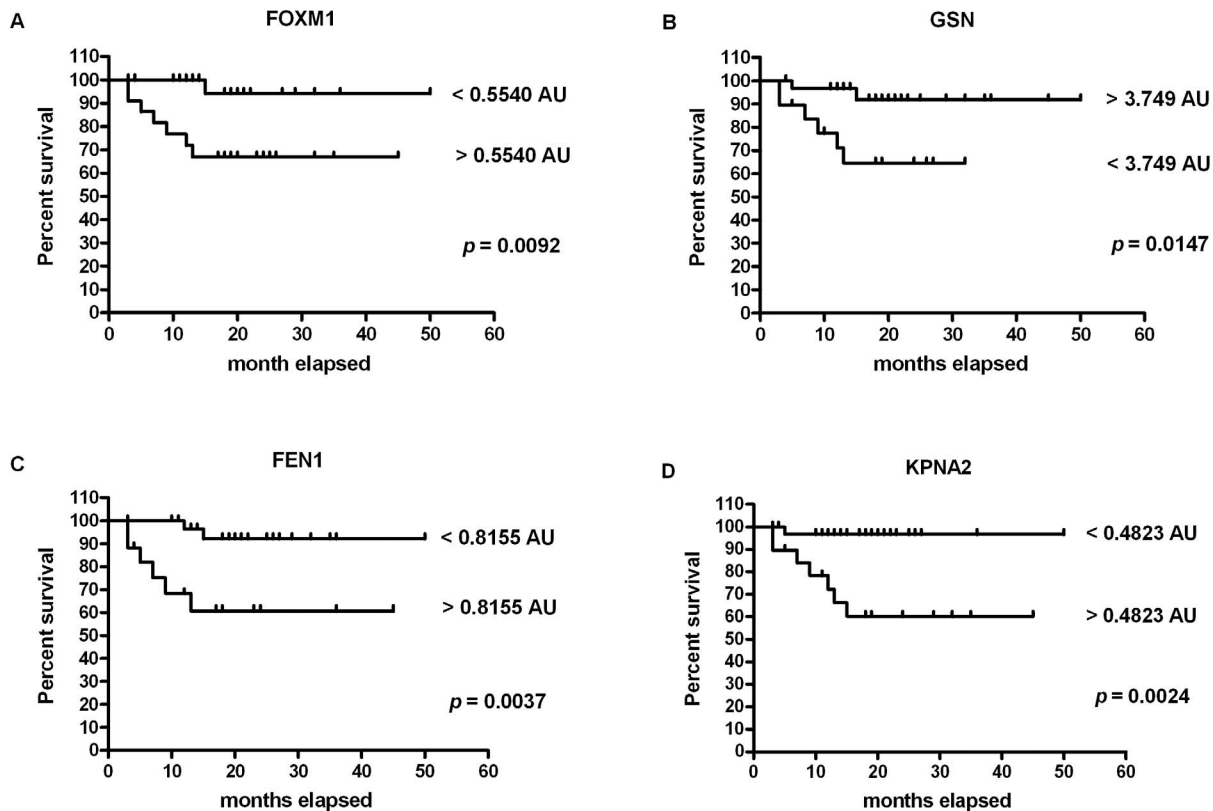 A
FOXM1
Percent survival
110
100
90
80
70
60
50
40
30
20
10
0
< 0.5540 AU
> 0.5540 AU
p = 0.0092
0 10 20 30 40 50 60
month elapsed
B
GSN
Percent survival
110
100
90
80
70
60
50
40
30
20
10
0
> 3.749 AU
< 3.749 AU
p = 0.0147
0 10 20 30 40 50 60
months elapsed
C
FEN1
Percent survival
110
100
90
80
70
60
50
40
30
20
10
0
< 0.8155 AU
> 0.8155 AU
p = 0.0037
0 10 20 30 40 50 60
months elapsed
D
KPNA2
Percent survival
110
100
90
80
70
60
50
40
30
20
10
0
< 0.4823 AU
> 0.4823 AU
p = 0.0024
0 10 20 30 40 50 60
months elapsed